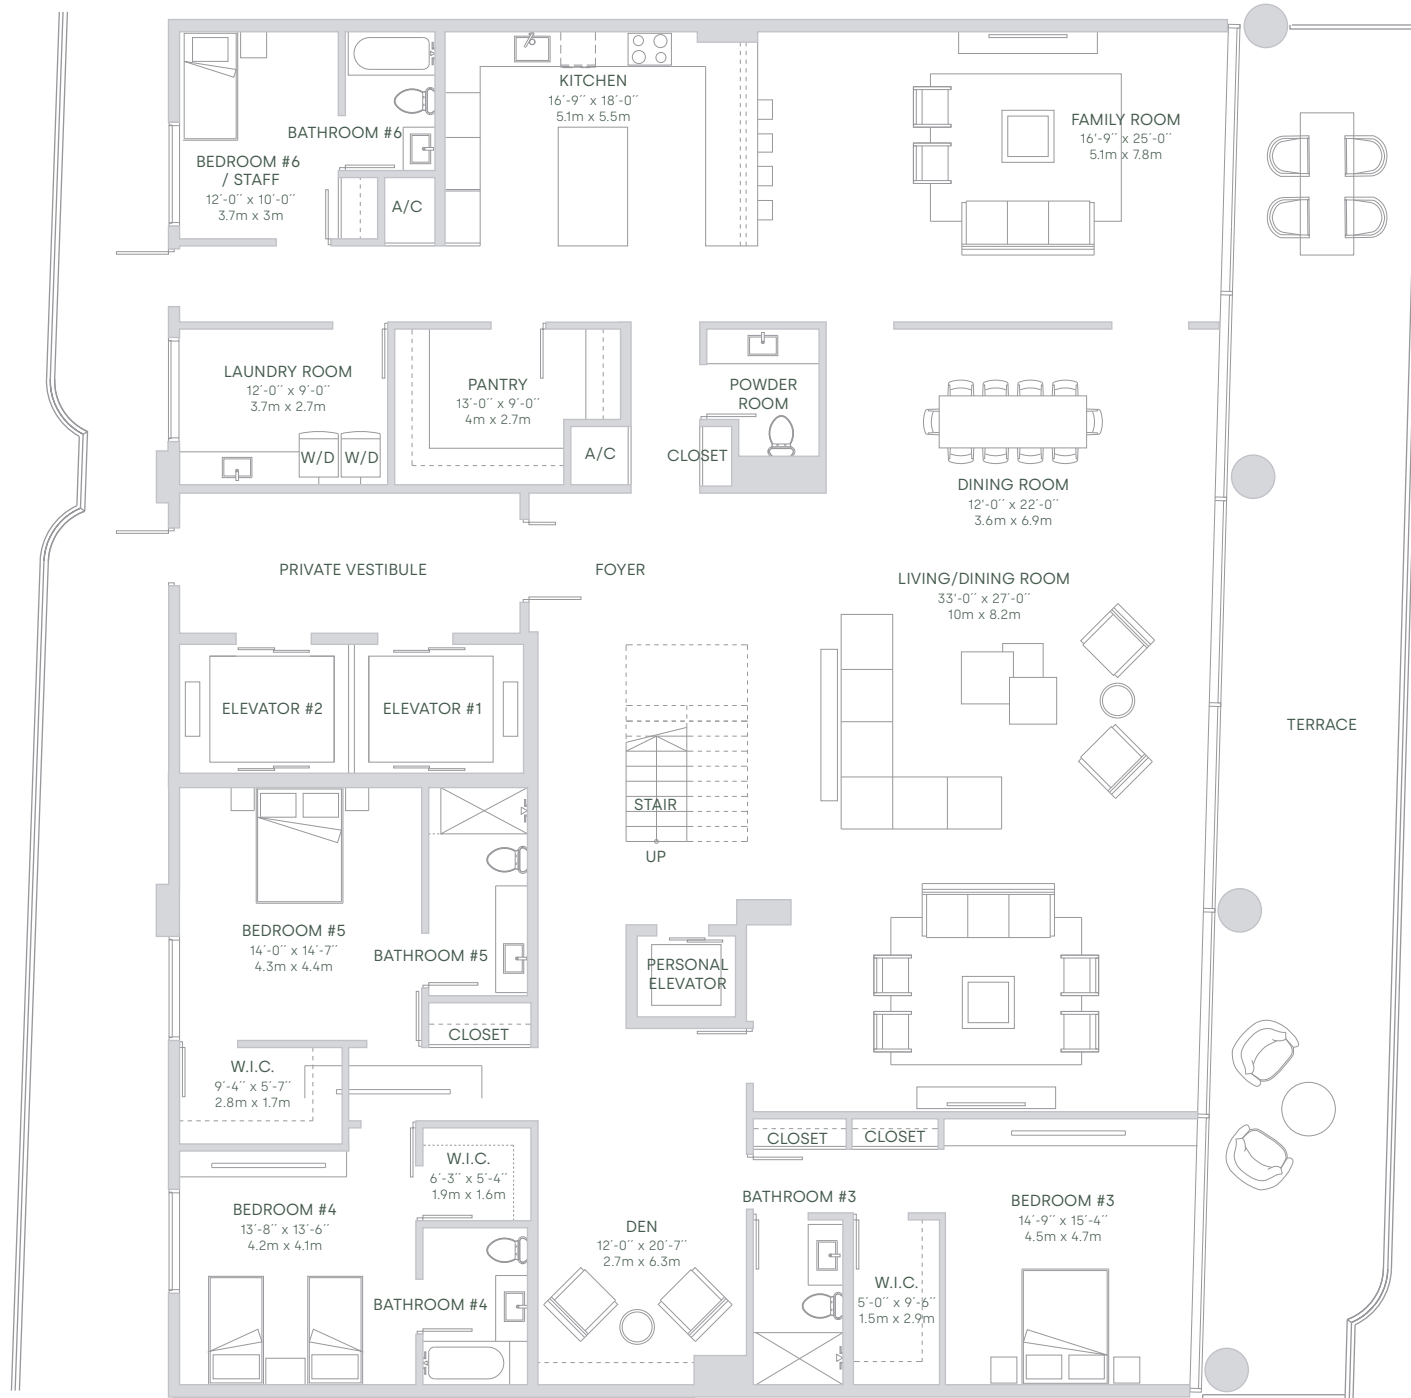 KITCHEN
16´-9´´ x 18´-0´´
5.1m x 5.5m
FAMILY ROOM
16'-9´´ x 25´-0´´
5.1m x 7.8m
BATHROOM #6
BEDROOM #6
/ STAFF
12´-0´´ x 10´-0´´
3.7m x 3m
A/C
LAUNDRY ROOM
12´-0´´ x 9´-0´´
3.7m x 2.7m
W/D
W/D
PANTRY
13´-0´´ x 9´-0´´
4m x 2.7m
A/C
POWDER
ROOM
CLOSET
DINING ROOM
12'-0´´ x 22´-0´´
3.6m x 6.9m
PRIVATE VESTIBULE
FOYER
LIVING/DINING ROOM
33'-0´´ x 27´-0´´
10m x 8.2m
ELEVATOR #2
ELEVATOR #1
TERRACE
STAIR
UP
BEDROOM #5
14´-0´´ x 14´-7´´
4.3m x 4.4m
BATHROOM #5
PERSONAL
ELEVATOR
CLOSET
W.I.C.
9´-4´´ x 5´-7´´
2.8m x 1.7m
CLOSET
CLOSET
W.I.C.
6´-3´´ x 5´-4´´
1.9m x 1.6m
BEDROOM #4
13´-8´´ x 13´-6´´
4.2m x 4.1m
BATHROOM #3
BEDROOM #3
14´-9´´ x 15´-4´´
4.5m x 4.7m
DEN
12´-0´´ x 20´-7´´
2.7m x 6.3m
W.I.C.
5´-0´´ x 9´-6´´
1.5m x 2.9m
BATHROOM #4